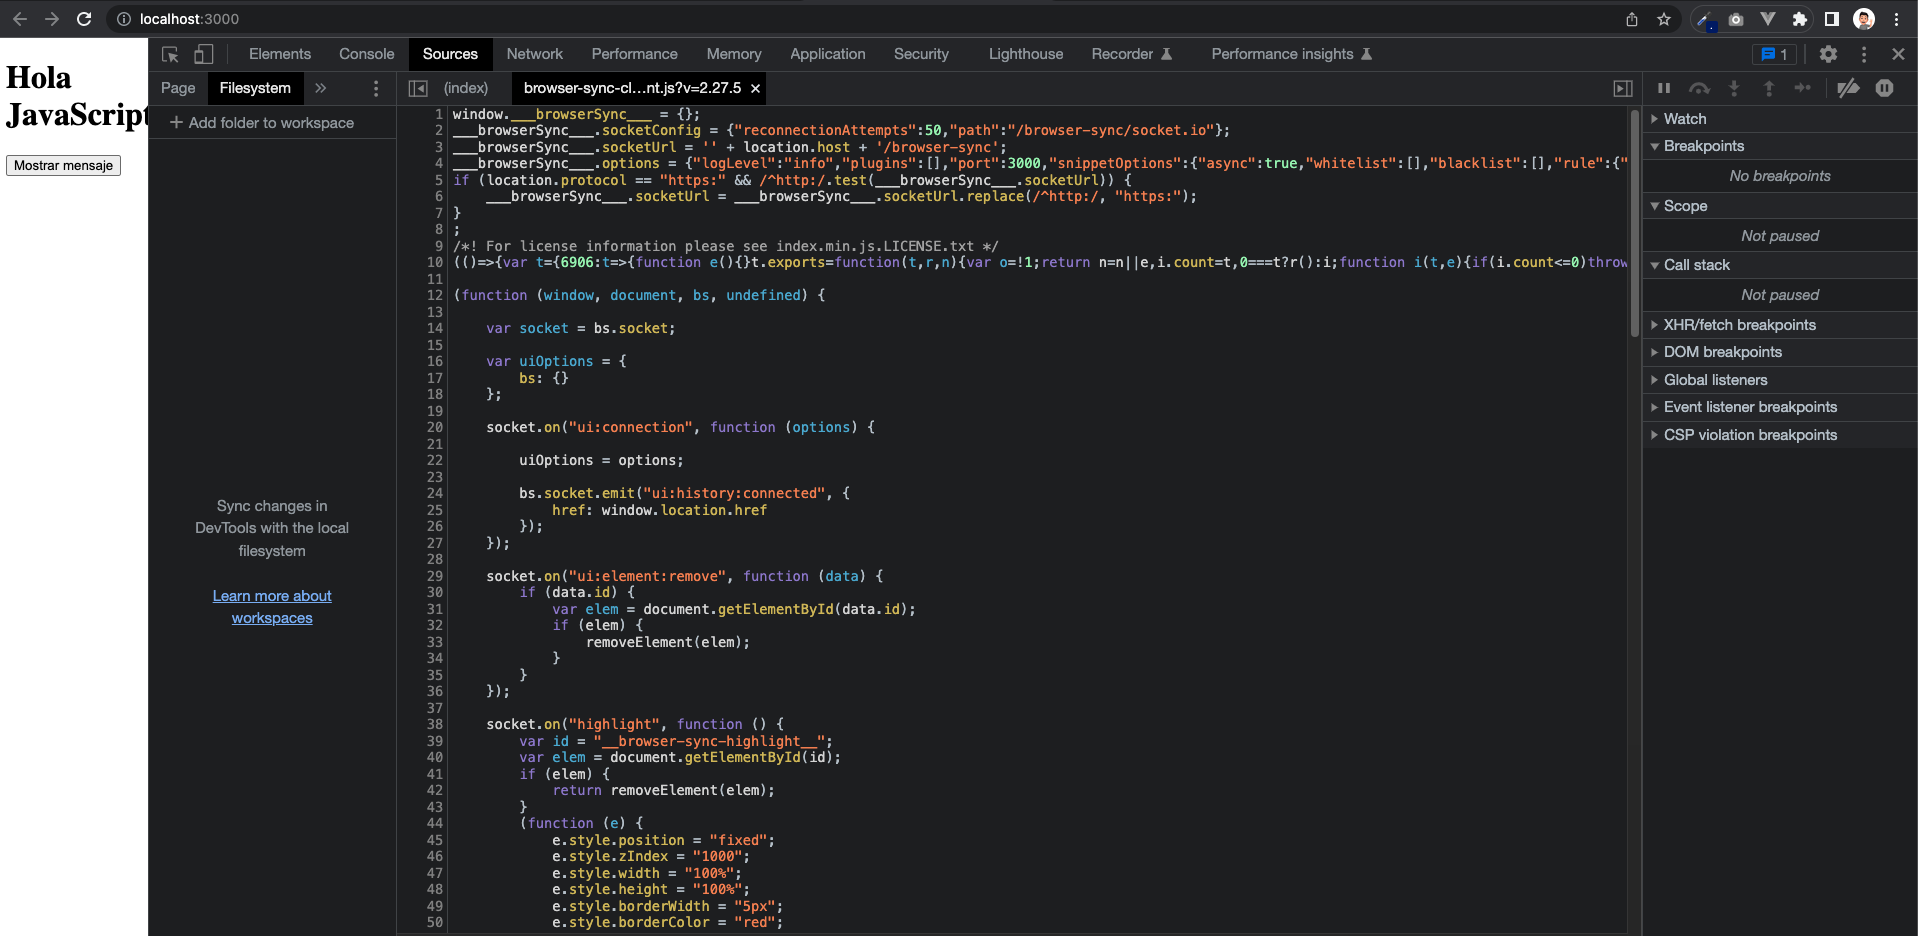 localhost:3000
Hola
JavaScript
Mostrar mensaje
Elements Console Sources Network Performance Memory Application Security Lighthouse Recorder Performance insights 1
Page Filesystem
Add folder to workspace
Sync changes in
DevTools with the local
filesystem
Learn more about
workspaces
(index) browser-sync-cl…nt.js?v=2.27.5
1 window.___browserSync___ = {};
2 ___browserSync___.socketConfig = {"reconnectionAttempts":50,"path":"/browser-sync/socket.io"};
3 ___browserSync___.socketUrl = '' + location.host + '/browser-sync';
4 ___browserSync___.options = {"logLevel":"info","plugins":[],"port":3000,"snippetOptions":{"async":true,"whitelist":[],"blacklist":[],"rule":{"
5 if (location.protocol == "https:" && /^http:/.test(___browserSync___.socketUrl)) {
6     ___browserSync___.socketUrl = ___browserSync___.socketUrl.replace(/^http:/, "https:");
7 }
8 ;
9 /*! For license information please see index.min.js.LICENSE.txt */
10 (()=>{var t={6906:t=>{function e(){}t.exports=function(t,r,n){var o=!1;return n=n||e,i.count=t,0===t?r():i;function i(t,e){if(i.count<=0)throw
11
12 (function (window, document, bs, undefined) {
13
14     var socket = bs.socket;
15
16     var uiOptions = {
17         bs: {}
18     };
19
20     socket.on("ui:connection", function (options) {
21
22         uiOptions = options;
23
24         bs.socket.emit("ui:history:connected", {
25             href: window.location.href
26         });
27     });
28
29     socket.on("ui:element:remove", function (data) {
30         if (data.id) {
31             var elem = document.getElementById(data.id);
32             if (elem) {
33                 removeElement(elem);
34             }
35         }
36     });
37
38     socket.on("highlight", function () {
39         var id = "__browser-sync-highlight__";
40         var elem = document.getElementById(id);
41         if (elem) {
42             return removeElement(elem);
43         }
44         (function (e) {
45             e.style.position = "fixed";
46             e.style.zIndex = "1000";
47             e.style.width = "100%";
48             e.style.height = "100%";
49             e.style.borderWidth = "5px";
50             e.style.borderColor = "red";
Watch
Breakpoints
No breakpoints
Scope
Not paused
Call stack
Not paused
XHR/fetch breakpoints
DOM breakpoints
Global listeners
Event listener breakpoints
CSP violation breakpoints